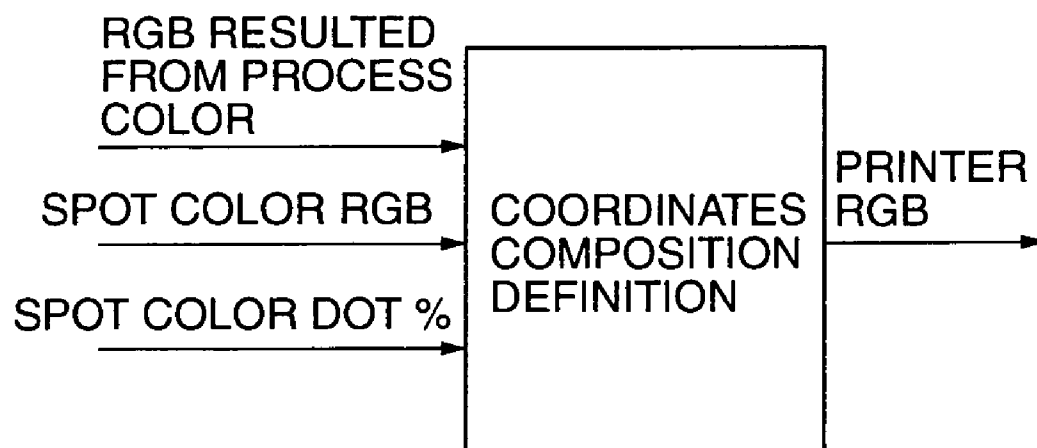 RGB RESULTED
FROM PROCESS
COLOR
SPOT COLOR RGB
SPOT COLOR DOT %
COORDINATES
COMPOSITION
DEFINITION
PRINTER
RGB